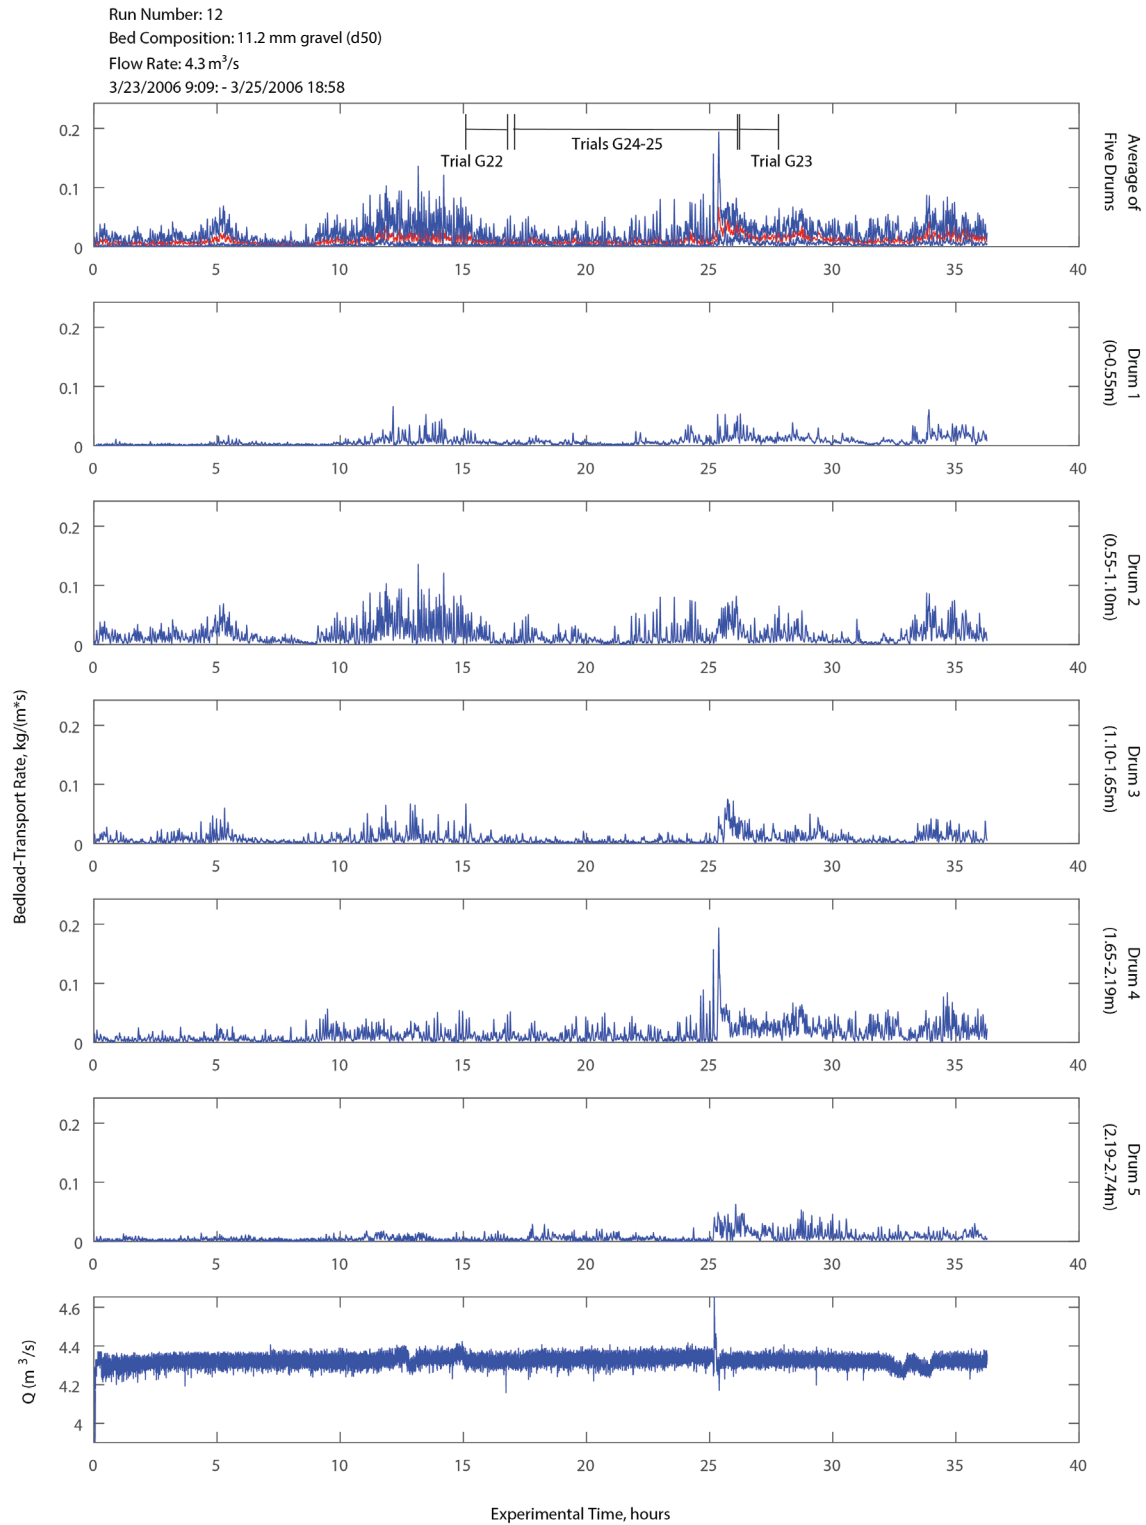 Run Number: 12
Bed Composition: 11.2 mm gravel (d50)
Flow Rate: 4.3 m³/s
3/23/2006 9:09: - 3/25/2006 18:58
0.2
0.1
0
Trial G22
Trials G24-25
Trial G23
Average of
Five Drums
0 5 10 15 20 25 30 35 40
0.2
0.1
0
Drum 1
(0-0.55m)
0 5 10 15 20 25 30 35 40
0.2
0.1
0
Drum 2
(0.55-1.10m)
0 5 10 15 20 25 30 35 40
Bedload-Transport Rate, kg/(m*s)
0.2
0.1
0
Drum 3
(1.10-1.65m)
0 5 10 15 20 25 30 35 40
0.2
0.1
0
Drum 4
(1.65-2.19m)
0 5 10 15 20 25 30 35 40
0.2
0.1
0
Drum 5
(2.19-2.74m)
0 5 10 15 20 25 30 35 40
Q (m ³/s)
4.6
4.4
4.2
4
0 5 10 15 20 25 30 35 40
Experimental Time, hours